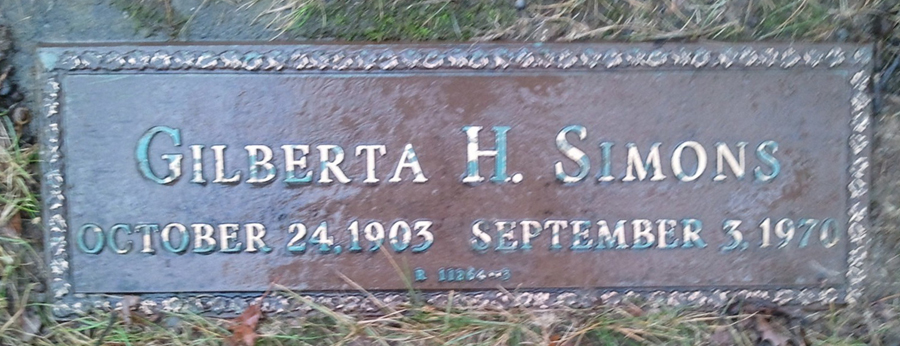 GILBERTA H. SIMONS
OCTOBER 24, 1903 SEPTEMBER 3, 1970